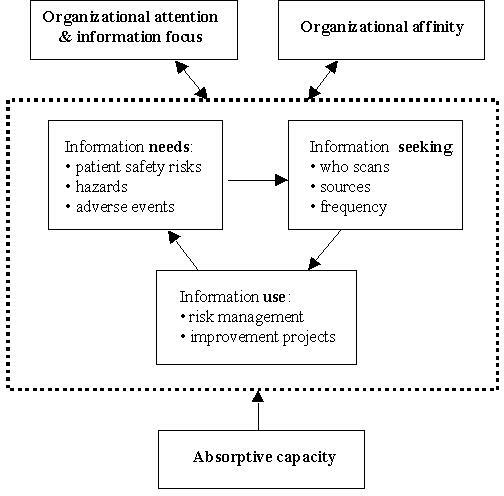 Organizational attention
& information focus
Organizational affinity
Information needs:
• patient safety risks
• hazards
• adverse events
Information seeking
• who scans
• sources
• frequency
Information use:
• risk management
• improvement projects
Absorptive capacity